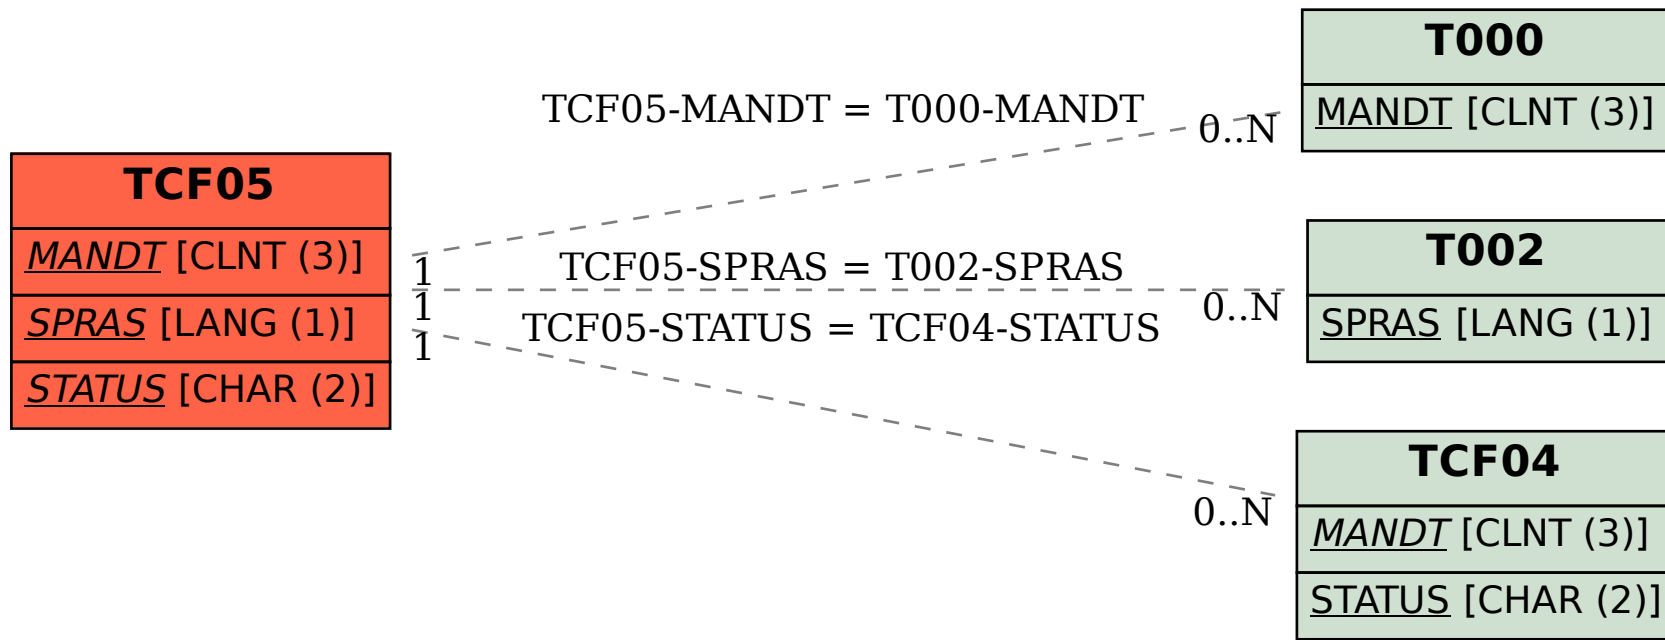 TCF05
MANDT [CLNT (3)]
SPRAS [LANG (1)]
STATUS [CHAR (2)]
TCF05-MANDT = T000-MANDT
1
0..N
TCF05-SPRAS = T002-SPRAS
1
0..N
TCF05-STATUS = TCF04-STATUS
1
0..N
T000
MANDT [CLNT (3)]
T002
SPRAS [LANG (1)]
TCF04
MANDT [CLNT (3)]
STATUS [CHAR (2)]